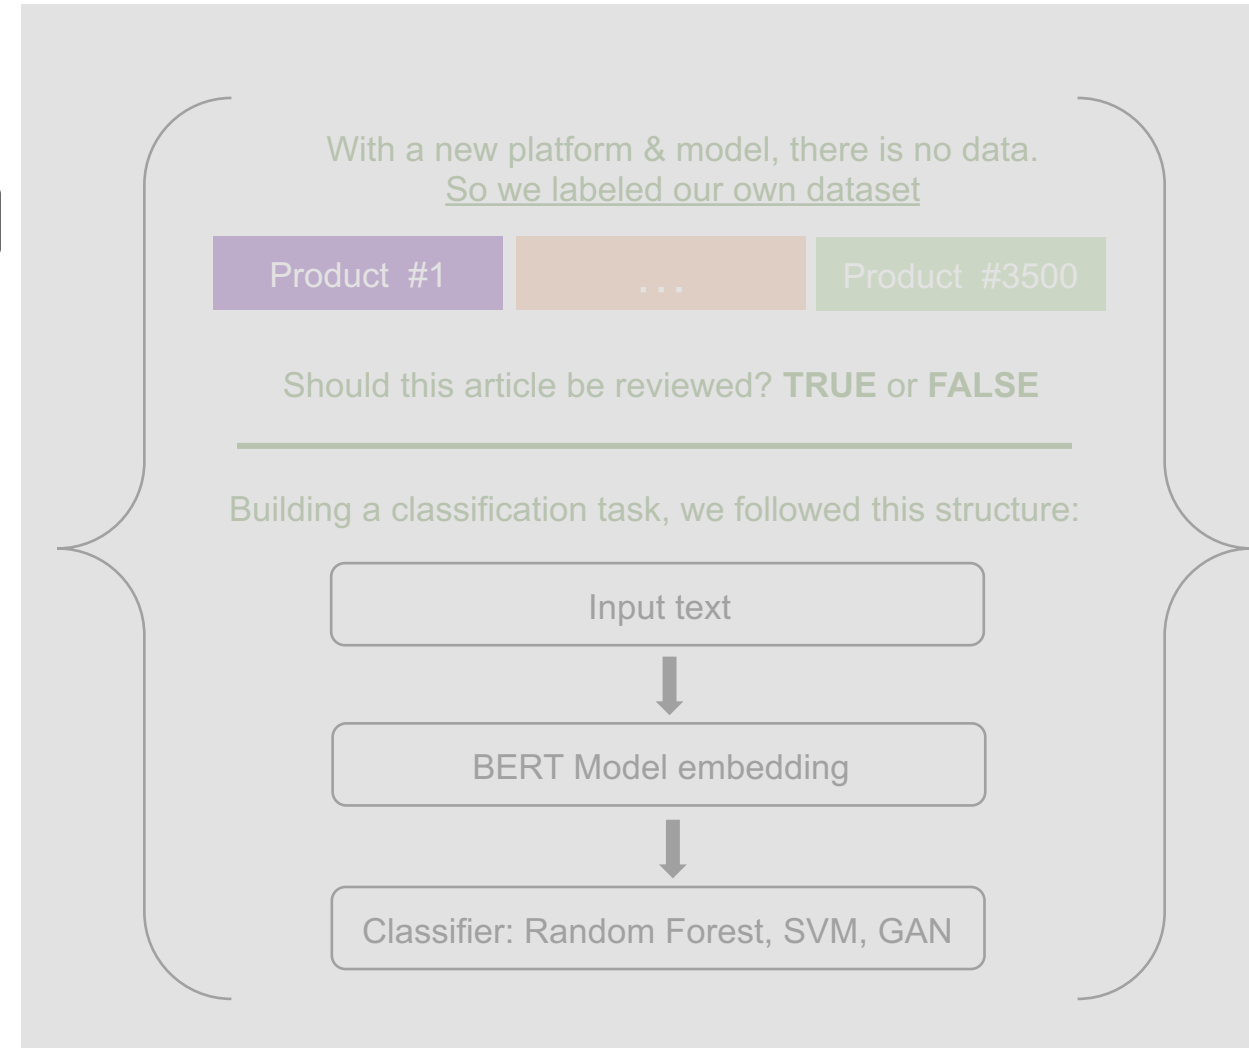 With a new platform & model, there is no data.
So we labeled our own dataset
Product #1
...
Product #3500
Should this article be reviewed? TRUE or FALSE
Building a classification task, we followed this structure:
Input text
BERT Model embedding
Classifier: Random Forest, SVM, GAN